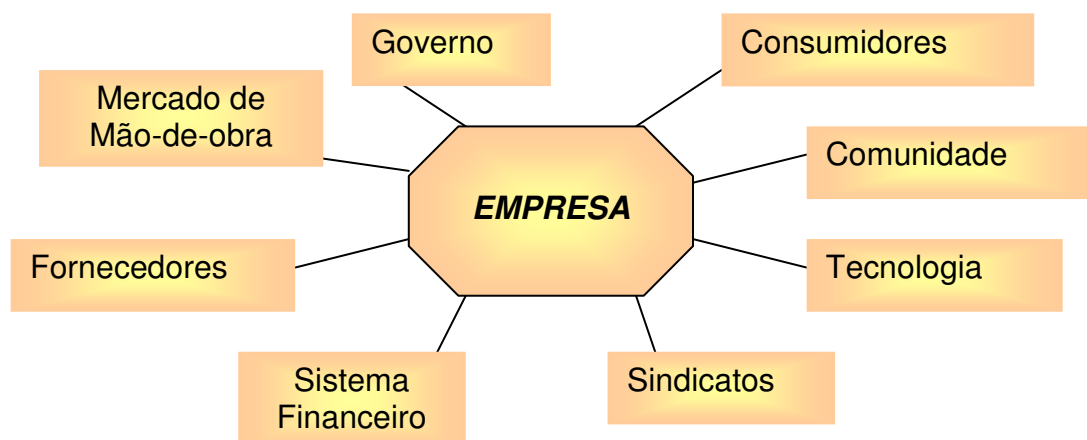 Governo
Consumidores
Mercado de
Mão-de-obra
Comunidade
EMPRESA
Fornecedores
Tecnologia
Sistema
Financeiro
Sindicatos